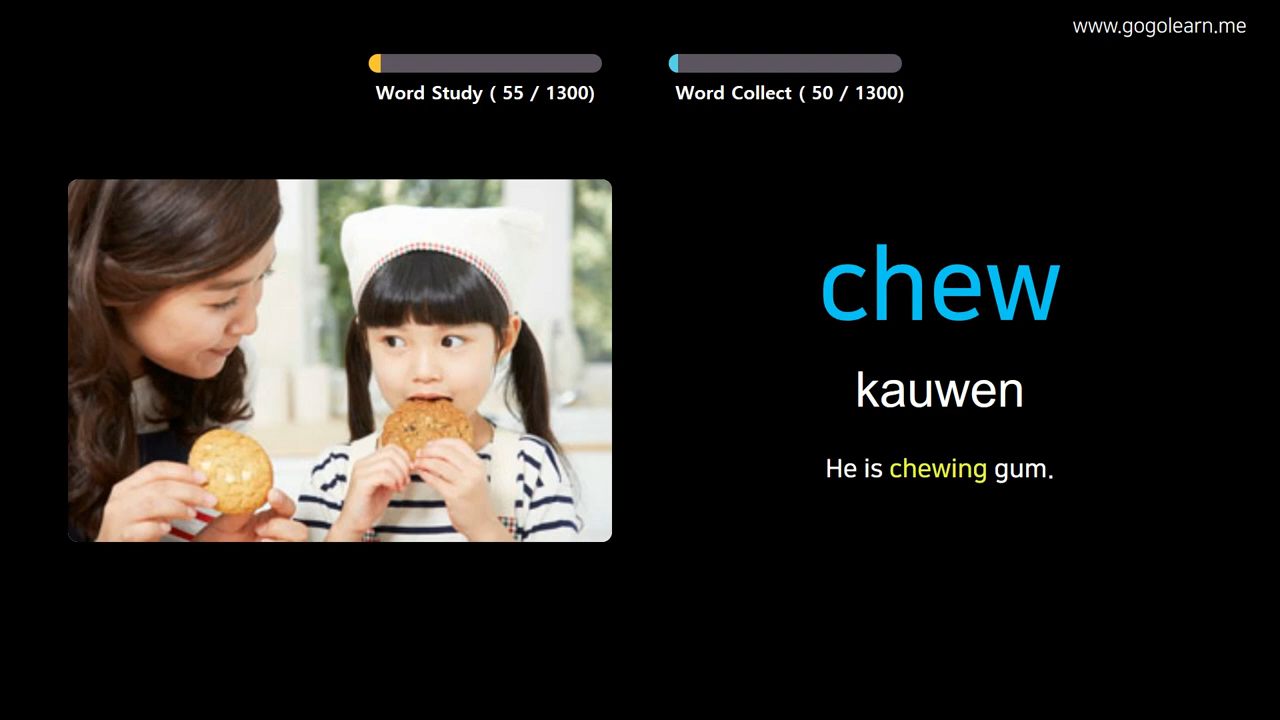 www.gogolearn.me
Word Study ( 55 / 1300)
Word Collect ( 50 / 1300)
chew
kauwen
He is chewing gum.